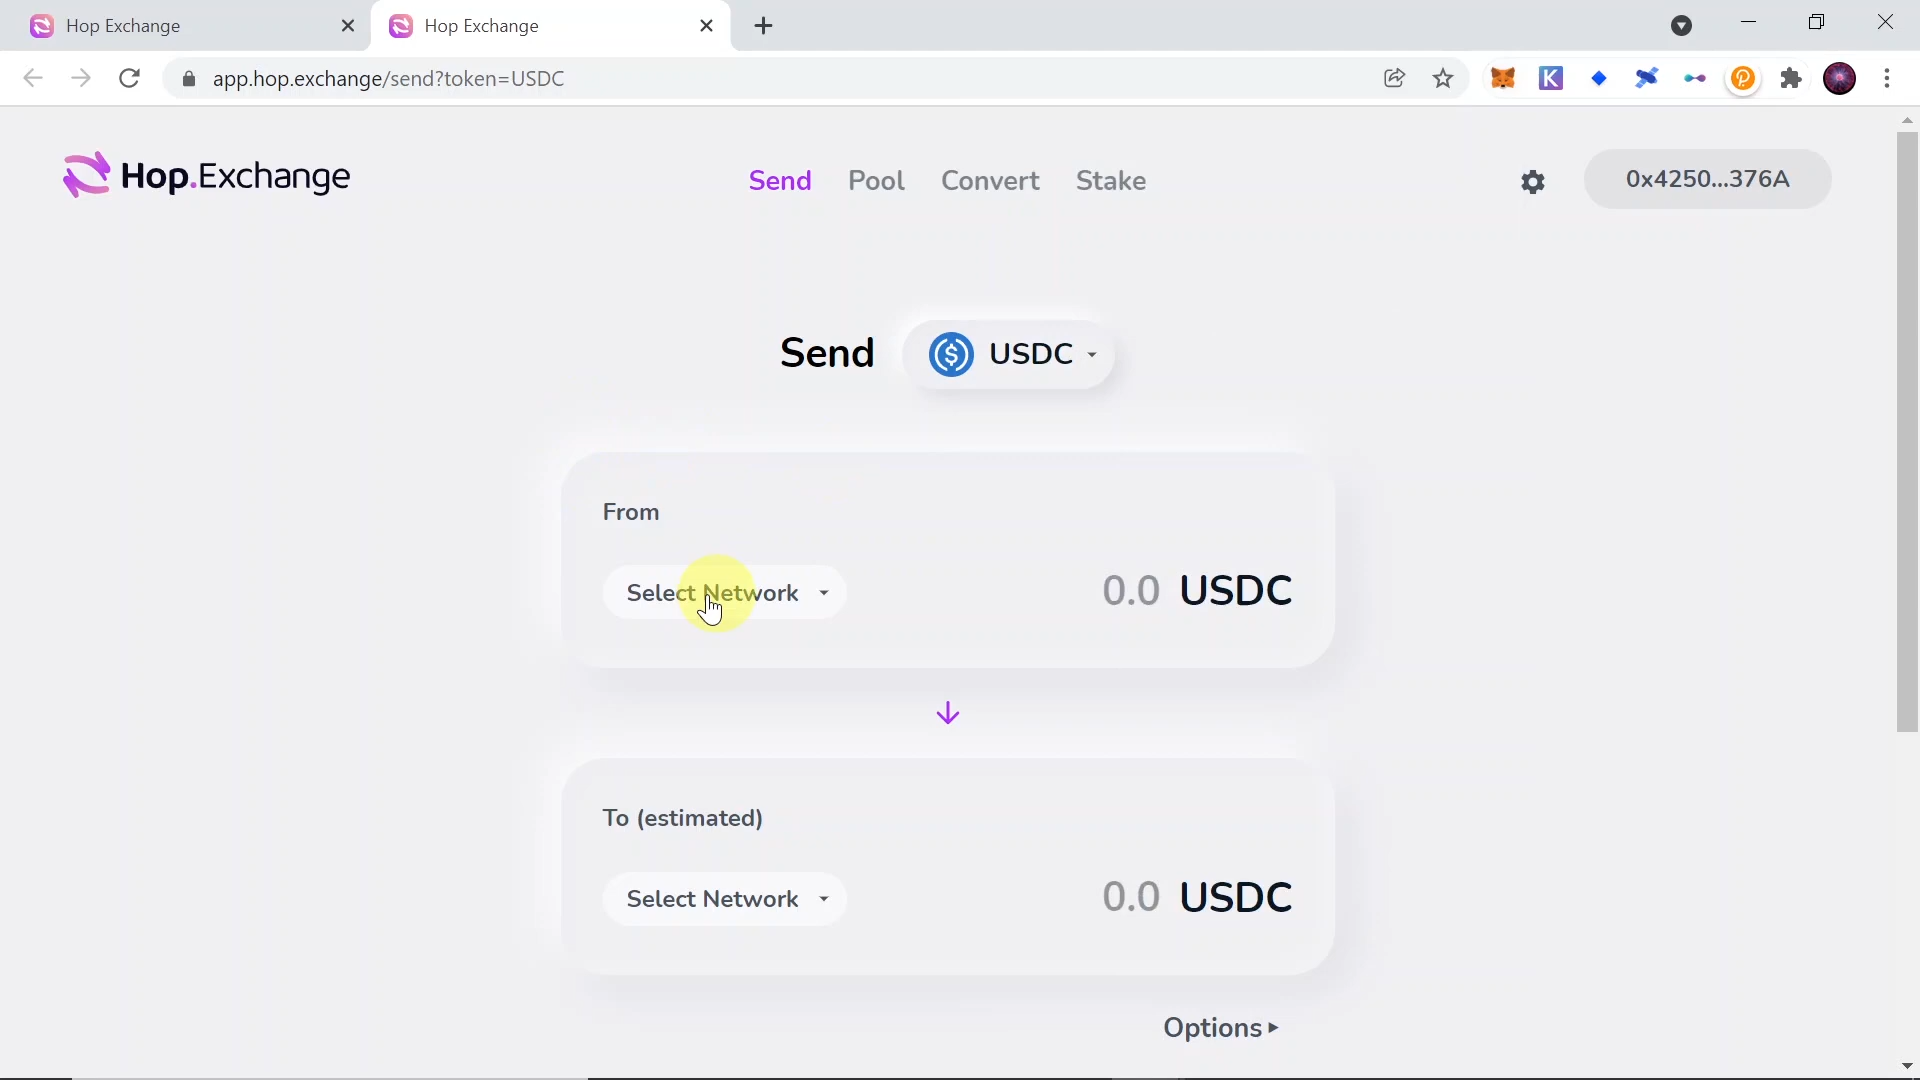 Hop Exchange
Hop Exchange
app.hop.exchange/send?token=USDC
Hop.Exchange
Send
Pool
Convert
Stake
0x4250...376A
Send
USDC
From
Select Network
0.0 USDC
To (estimated)
Select Network
0.0 USDC
Options